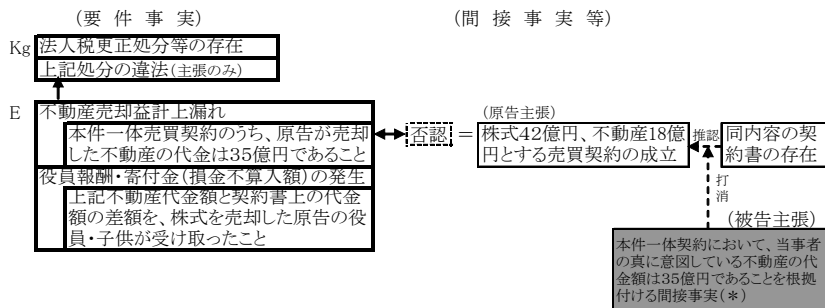 (要 件 事 実)
(間 接 事 実 等)
Kg
法人税更正処分等の存在
上記処分の違法(主張のみ)
E
不動産売却益計上漏れ
本件一体売買契約のうち、原告が売却
した不動産の代金は35億円であること
役員報酬・寄付金(損金不算入額)の発生
上記不動産代金額と契約書上の代金
額の差額を、株式を売却した原告の役
員・子供が受け取ったこと
否認
=
(原告主張)
株式42億円、不動産18億
円とする売買契約の成立
推認
同内容の契
約書の存在
打
消
(被告主張)
本件一体契約において、当事者
の真に意図している不動産の代
金額は35億円であることを根拠
付ける間接事実(*)